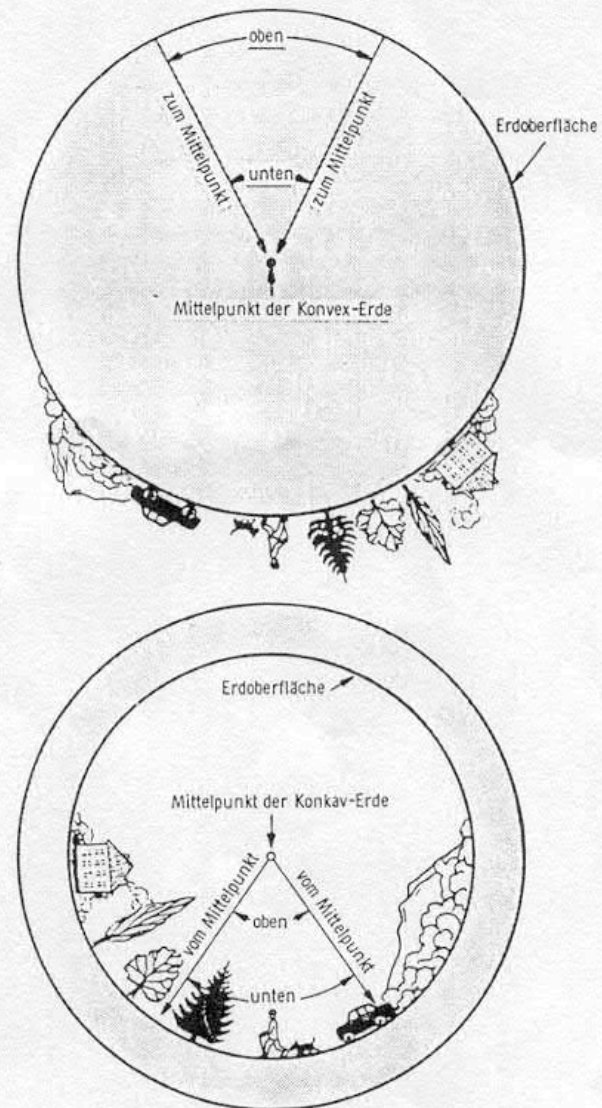 oben
zum Mittelpunkt
zum Mittelpunkt
Erdoberfläche
unten
Mittelpunkt der Konvex-Erde
Erdoberfläche
Mittelpunkt der Konkav-Erde
vom Mittelpunkt
vom Mittelpunkt
oben
unten